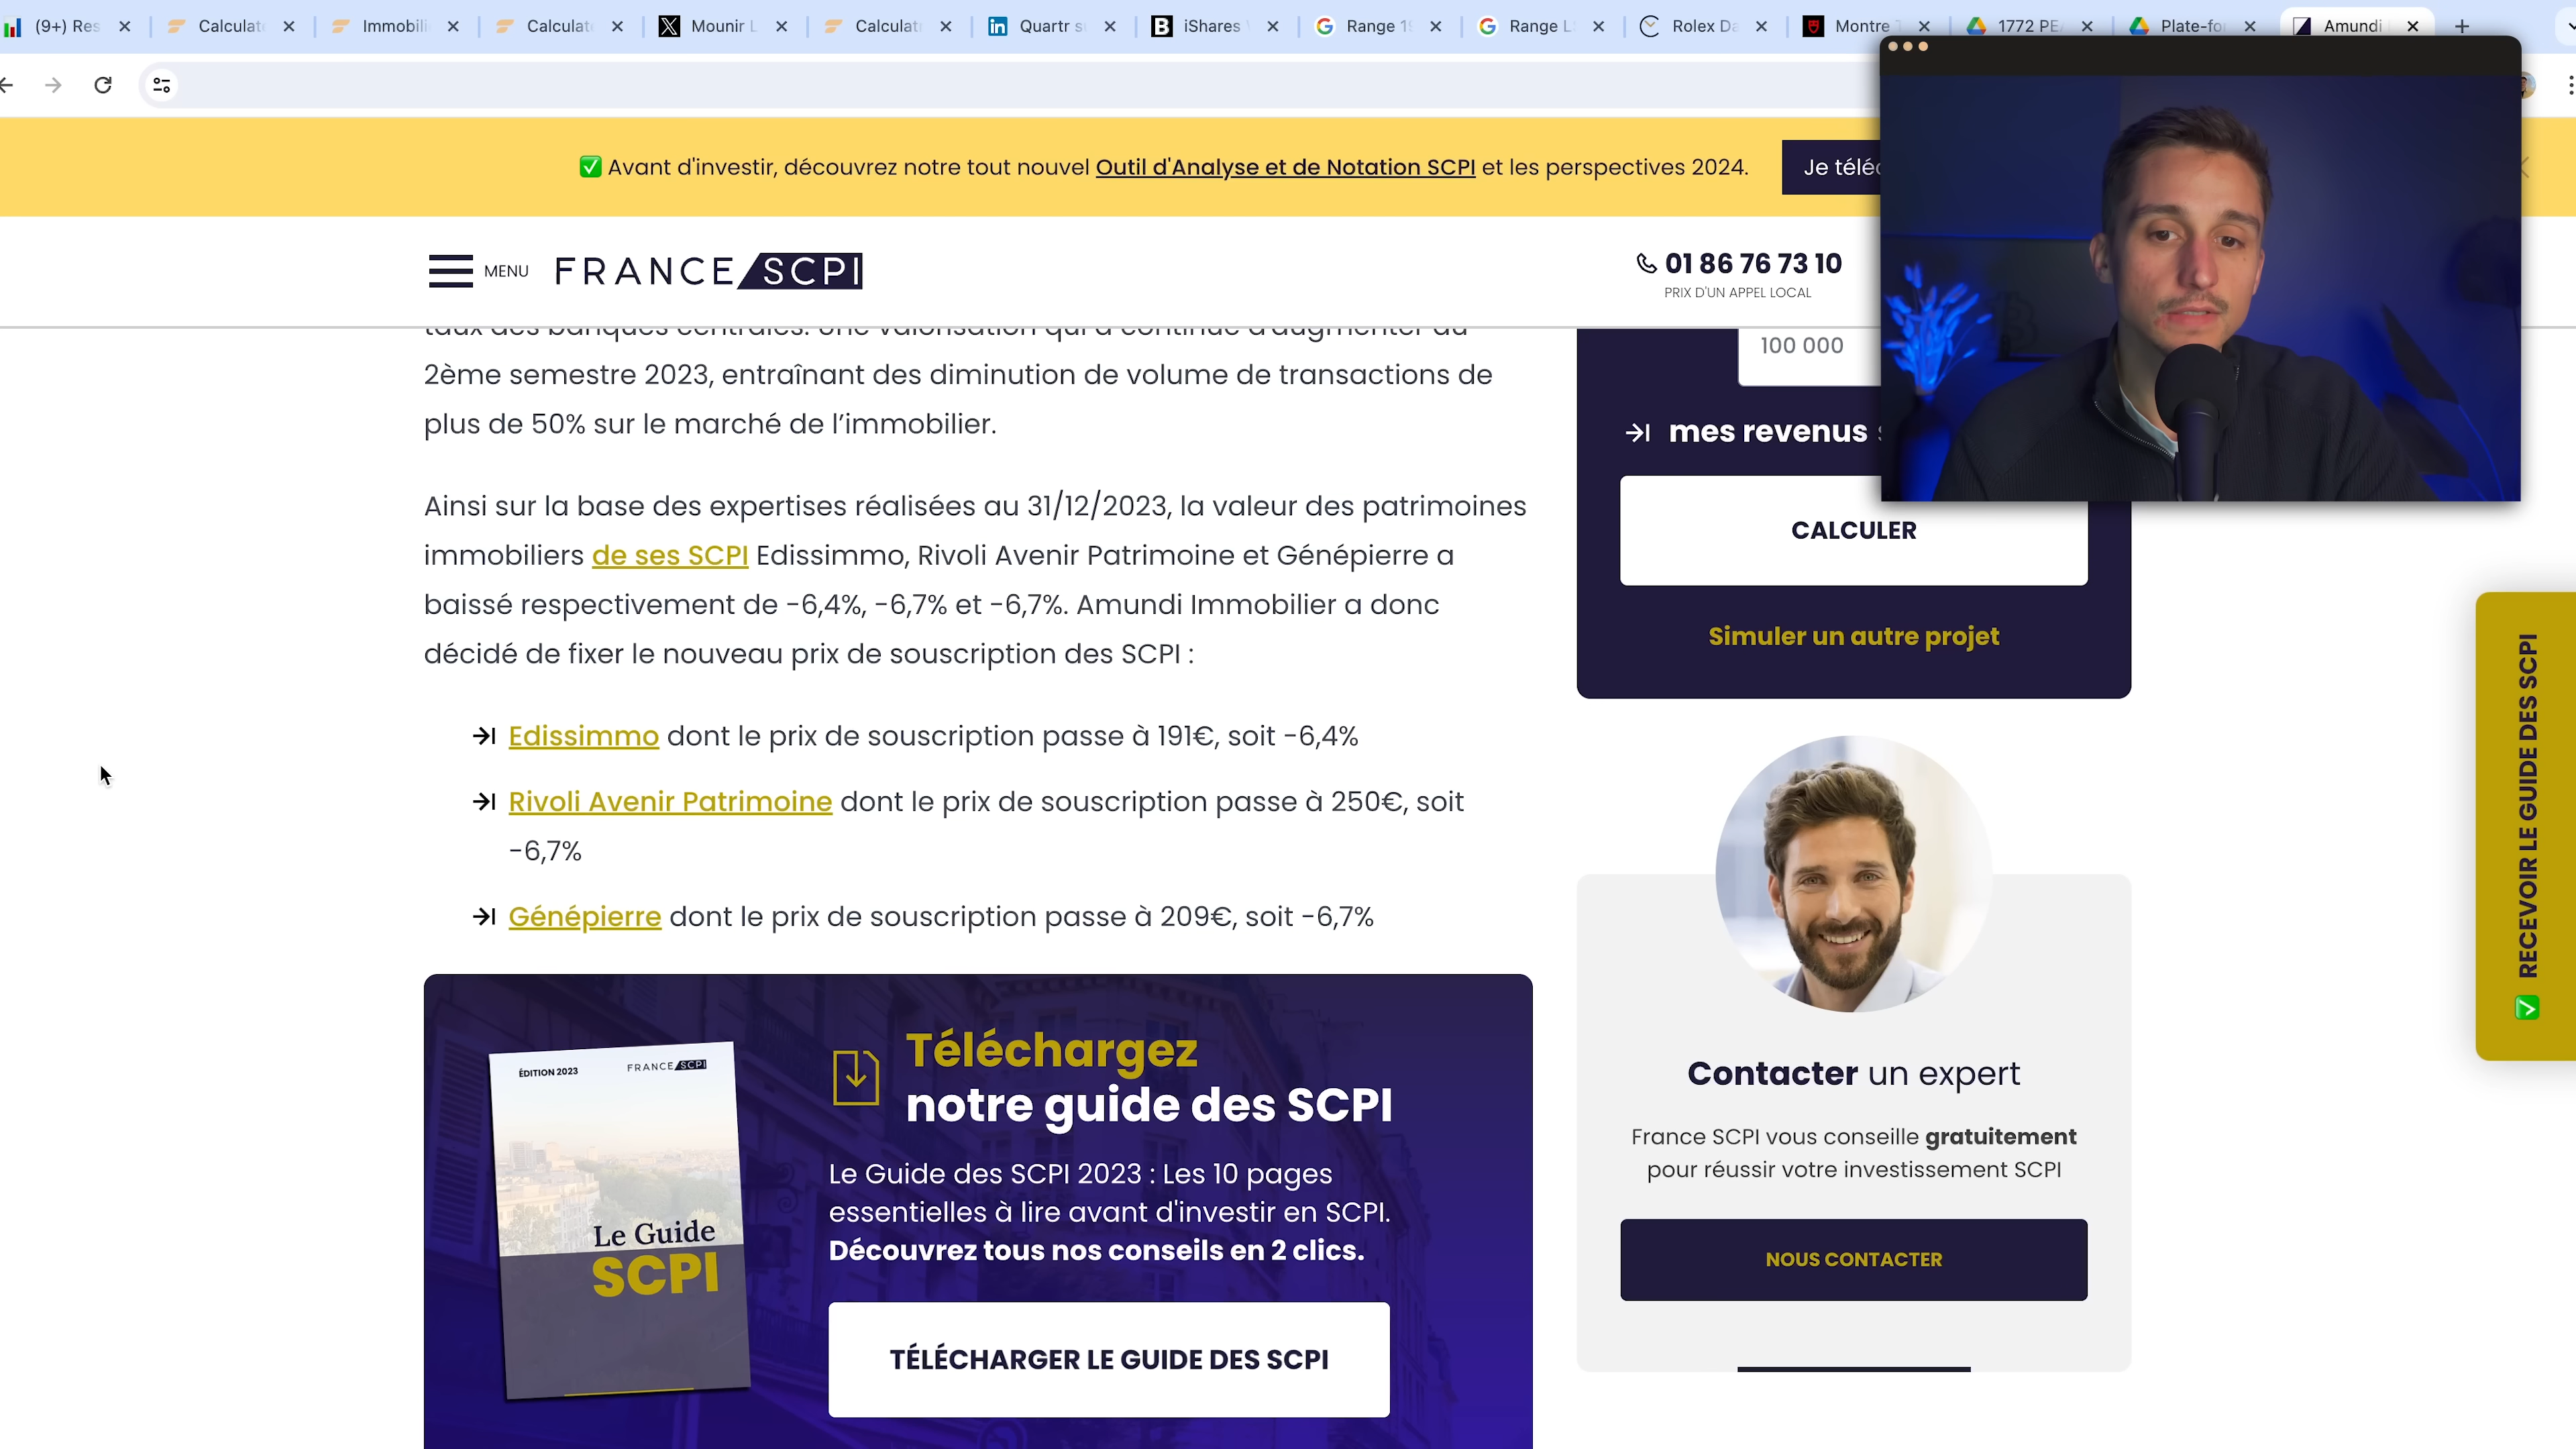 (9+) Res
Calculat
Immobili
Calculat
Mounir L
Calculat
Quartr s
iShares
Range 1
Range L
Rolex Da
Montre
1772 PE
Plate-fo
Amundi
✅ Avant d'investir, découvrez notre tout nouvel Outil d'Analyse et de Notation SCPI et les perspectives 2024.
Je télé
MENU
FRANCE SCPI
01 86 76 73 10
PRIX D'UN APPEL LOCAL
taux des banques centrales. Une valorisation qui a continué d'augmenter au
2ème semestre 2023, entraînant des diminution de volume de transactions de
plus de 50% sur le marché de l’immobilier.
Ainsi sur la base des expertises réalisées au 31/12/2023, la valeur des patrimoines
immobiliers de ses SCPI Edissimmo, Rivoli Avenir Patrimoine et Génépierre a
baissé respectivement de -6,4%, -6,7% et -6,7%. Amundi Immobilier a donc
décidé de fixer le nouveau prix de souscription des SCPI :
Edissimmo dont le prix de souscription passe à 191€, soit -6,4%
Rivoli Avenir Patrimoine dont le prix de souscription passe à 250€, soit
-6,7%
Génépierre dont le prix de souscription passe à 209€, soit -6,7%
ÉDITION 2023
FRANCE SCPI
Le Guide
SCPI
Téléchargez
notre guide des SCPI
Le Guide des SCPI 2023 : Les 10 pages
essentielles à lire avant d'investir en SCPI.
Découvrez tous nos conseils en 2 clics.
TÉLÉCHARGER LE GUIDE DES SCPI
100 000
mes revenus
CALCULER
Simuler un autre projet
Contacter un expert
France SCPI vous conseille gratuitement
pour réussir votre investissement SCPI
NOUS CONTACTER
✅ RECEVOIR LE GUIDE DES SCPI